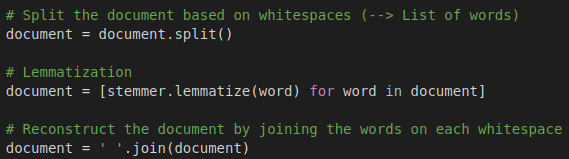 # Split the document based on whitespaces (--> List of words)
document = document.split()
# Lemmatization
document = [stemmer.lemmatize(word) for word in document]
# Reconstruct the document by joining the words on each whitespace
document = ' '.join(document)